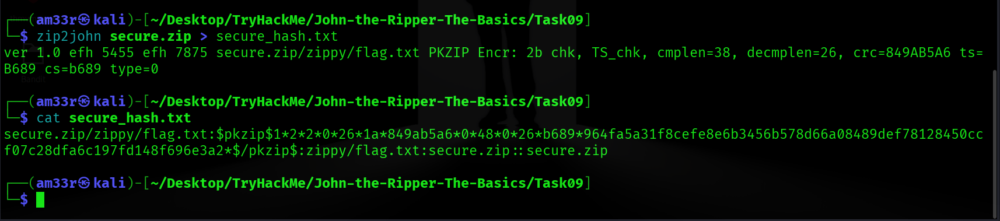 ┌──(am33r㉿kali)-[~/Desktop/TryHackMe/John-the-Ripper-The-Basics/Task09]
└─$ zip2john secure.zip > secure_hash.txt
ver 1.0 efh 5455 efh 7875 secure.zip/zippy/flag.txt PKZIP Encr: 2b chk, TS_chk, cmplen=38, decmplen=26, crc=849AB5A6 ts=
B689 cs=b689 type=0
Bandit
┌──(am33r㉿kali)-[~/Desktop/TryHackMe/John-the-Ripper-The-Basics/Task09]
└─$ cat secure_hash.txt
secure.zip/zippy/flag.txt:$pkzip$1*2*2*0*26*1a*849ab5a6*0*48*0*26*b689*964fa5a31f8cefe8e6b3456b578d66a08489def78128450cc
f07c28dfa6c197fd148f696e3a2*$/pkzip$:zippy/flag.txt:secure.zip::secure.zip
┌──(am33r㉿kali)-[~/Desktop/TryHackMe/John-the-Ripper-The-Basics/Task09]
└─$